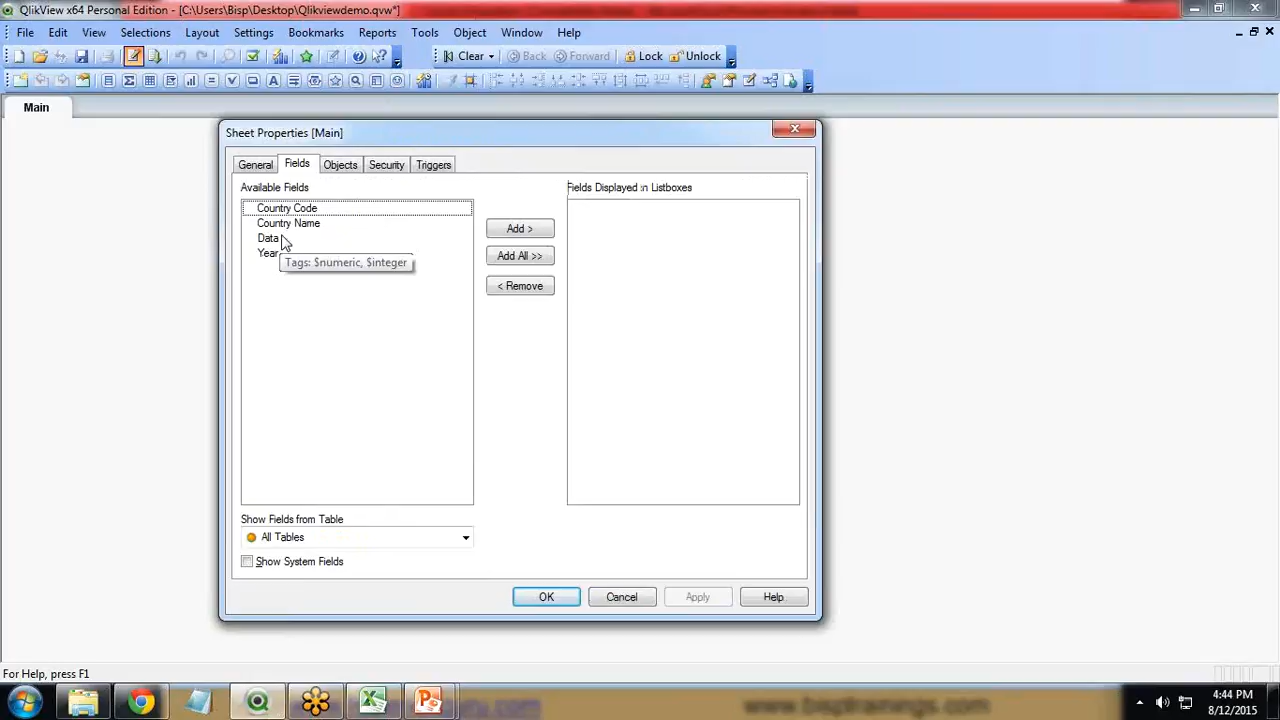 QlikView x64 Personal Edition - [C:\Users\Bisp\Desktop\Qlikviewdemo.qvw*]
File Edit View Selections Layout Settings Bookmarks Reports Tools Object Window Help
Clear Back Forward Lock Unlock
Main
Sheet Properties [Main]
General Fields Objects Security Triggers
Available Fields
Fields Displayed in Listboxes
Country Code
Country Name
Data
Year
Tags: $numeric, $integer
Add >
Add All >>
< Remove
Show Fields from Table
All Tables
Show System Fields
OK Cancel Apply Help
For Help, press F1
www.bisptrainings.com
4:44 PM
8/12/2015